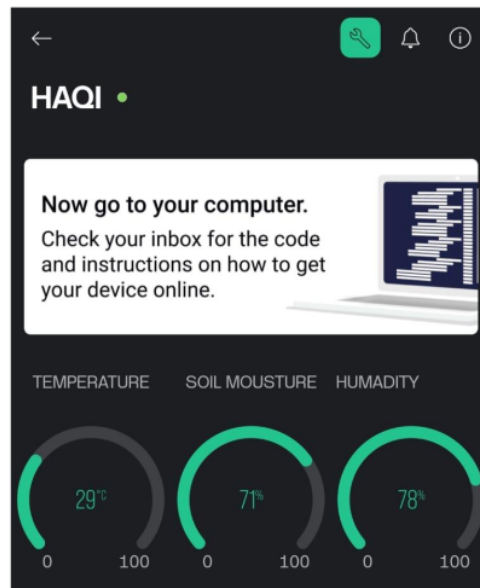 HAQI
Now go to your computer.
Check your inbox for the code
and instructions on how to get
your device online.
TEMPERATURE SOIL MOUSTURE HUMADITY
29°C 71% 78%
0 100 0 100 0 100